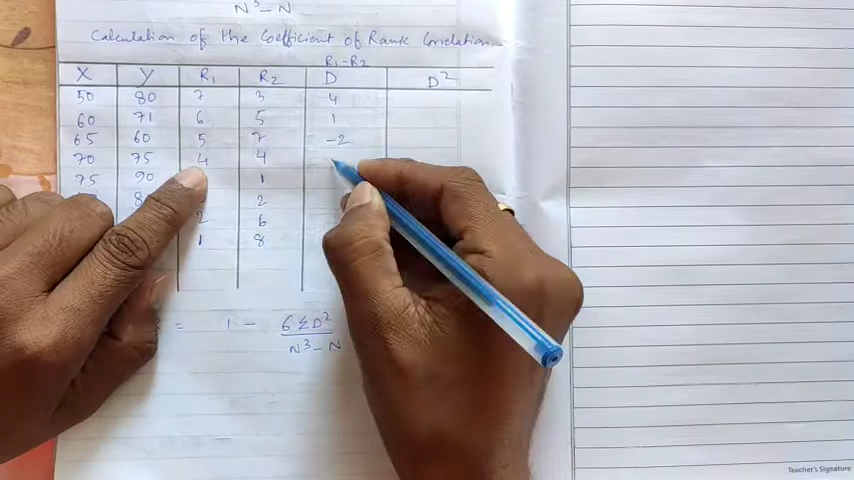 N³ - N
Calculation of the Coefficient of Rank Correlation
R₁-R₂
X Y R₁ R₂ D D²
50 80 7 3 4
60 71 6 5 1
65 60 5 7 -2
70 75 4 4
75 90 1
8 2
2 6
1 8
= 1 - 6ΣD²
N³ - N
Teacher's Signature